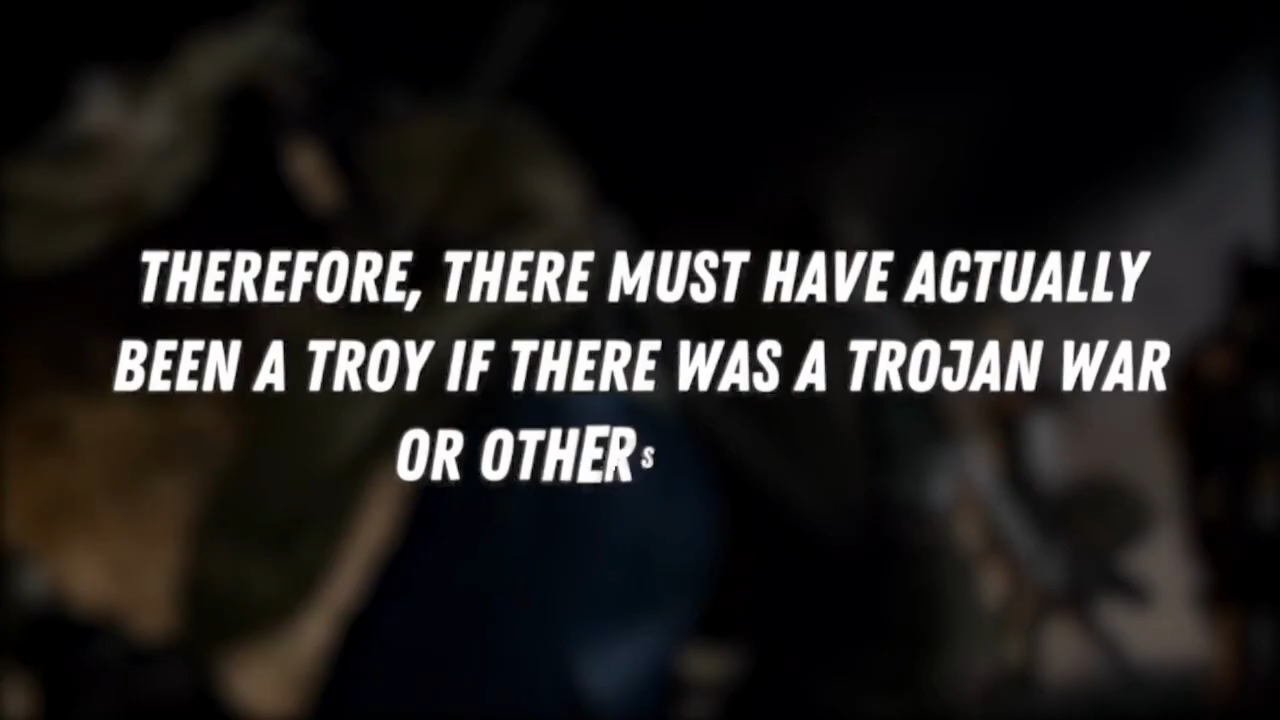 THEREFORE, THERE MUST HAVE ACTUALLY
BEEN A TROY IF THERE WAS A TROJAN WAR
OR OTHERS